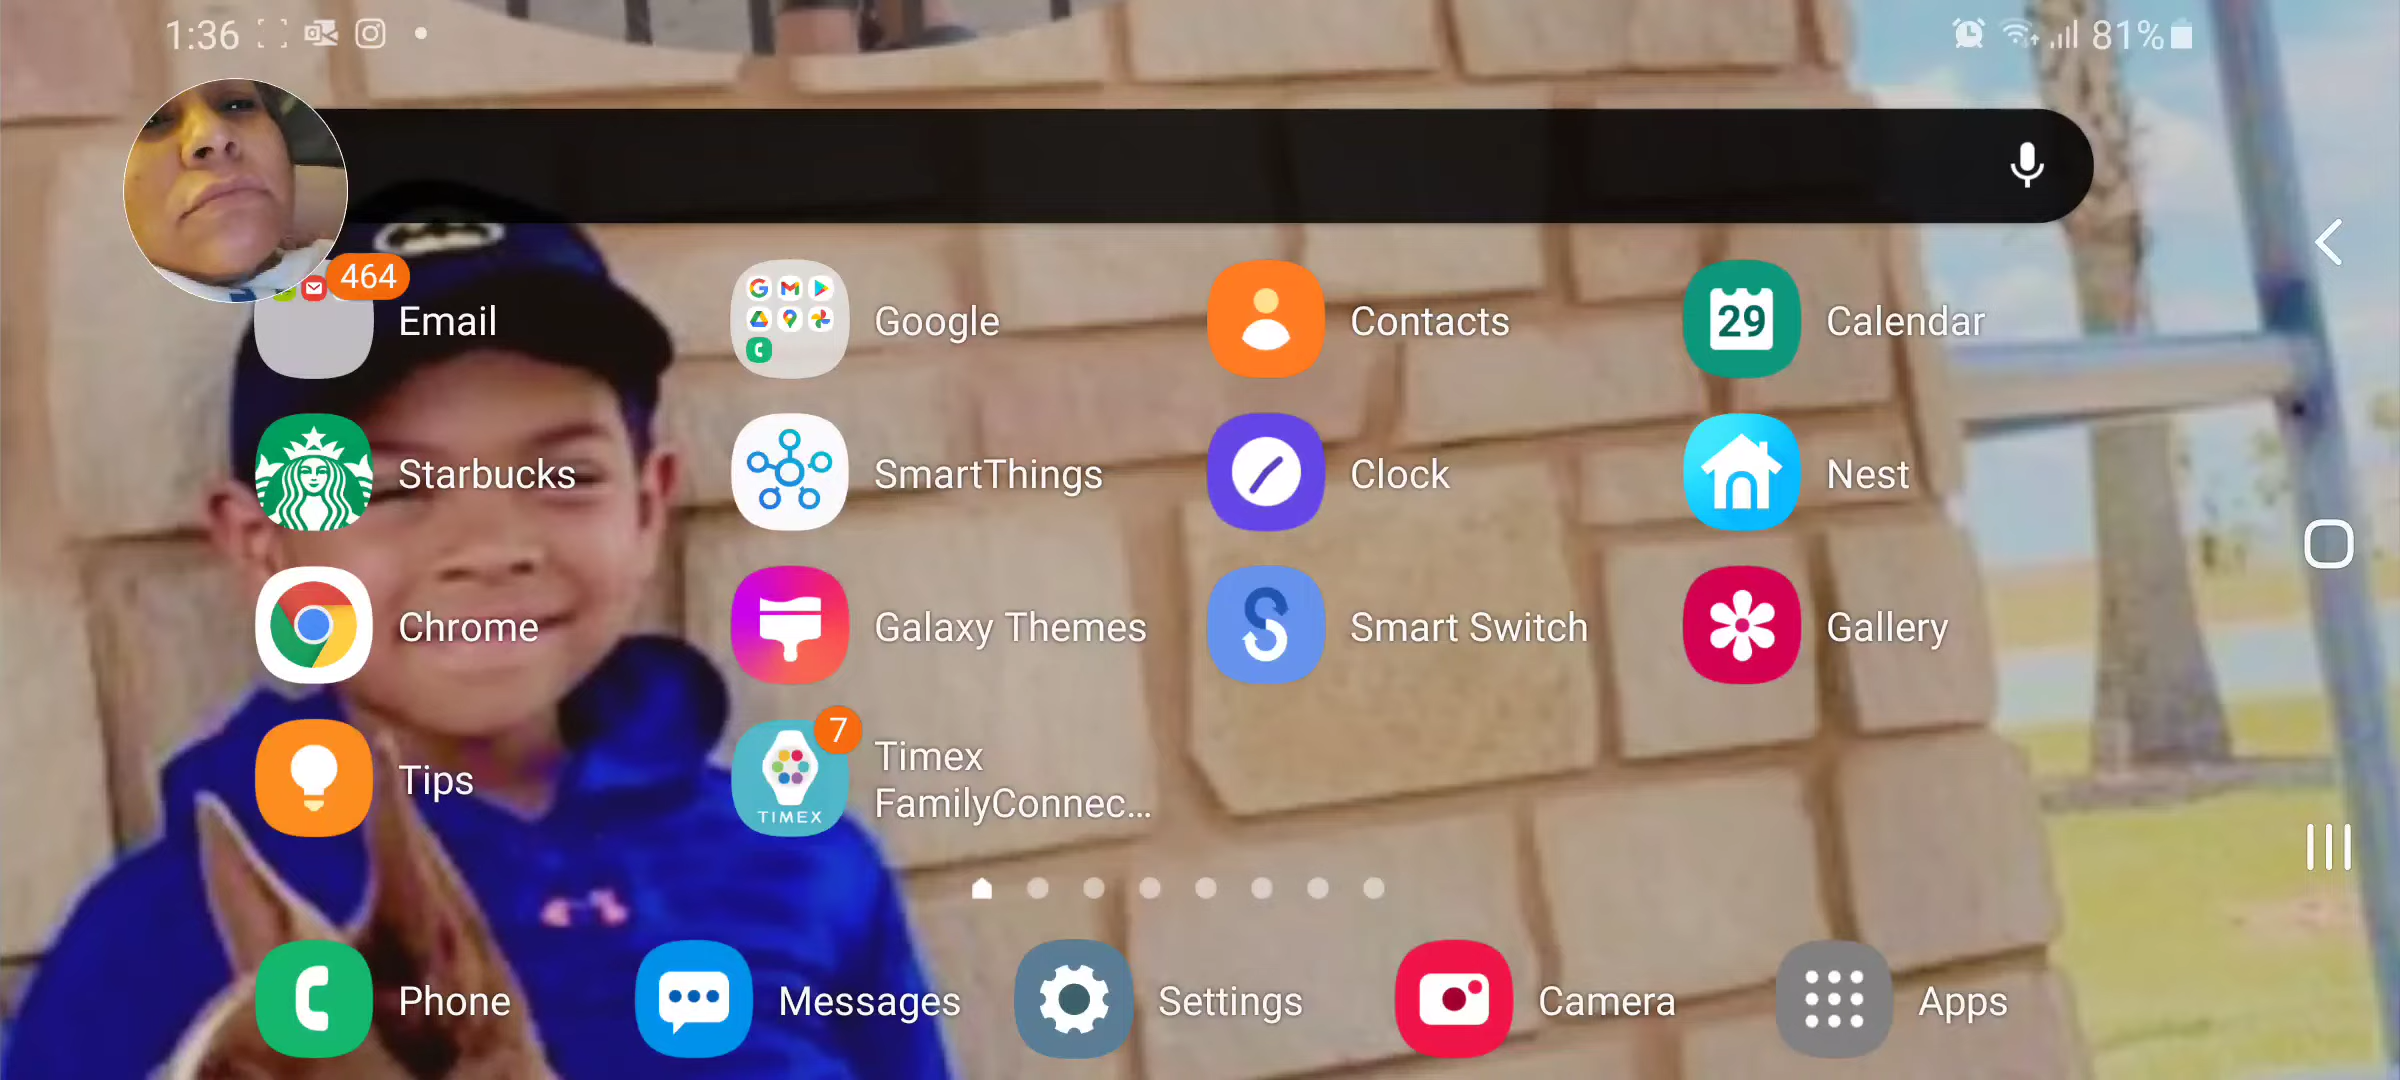 1:36 81%
464
Email Google Contacts 29 Calendar
Starbucks SmartThings Clock Nest
Chrome Galaxy Themes Smart Switch Gallery
7
Tips TIMEX Timex
FamilyConnec...
Phone Messages Settings Camera Apps